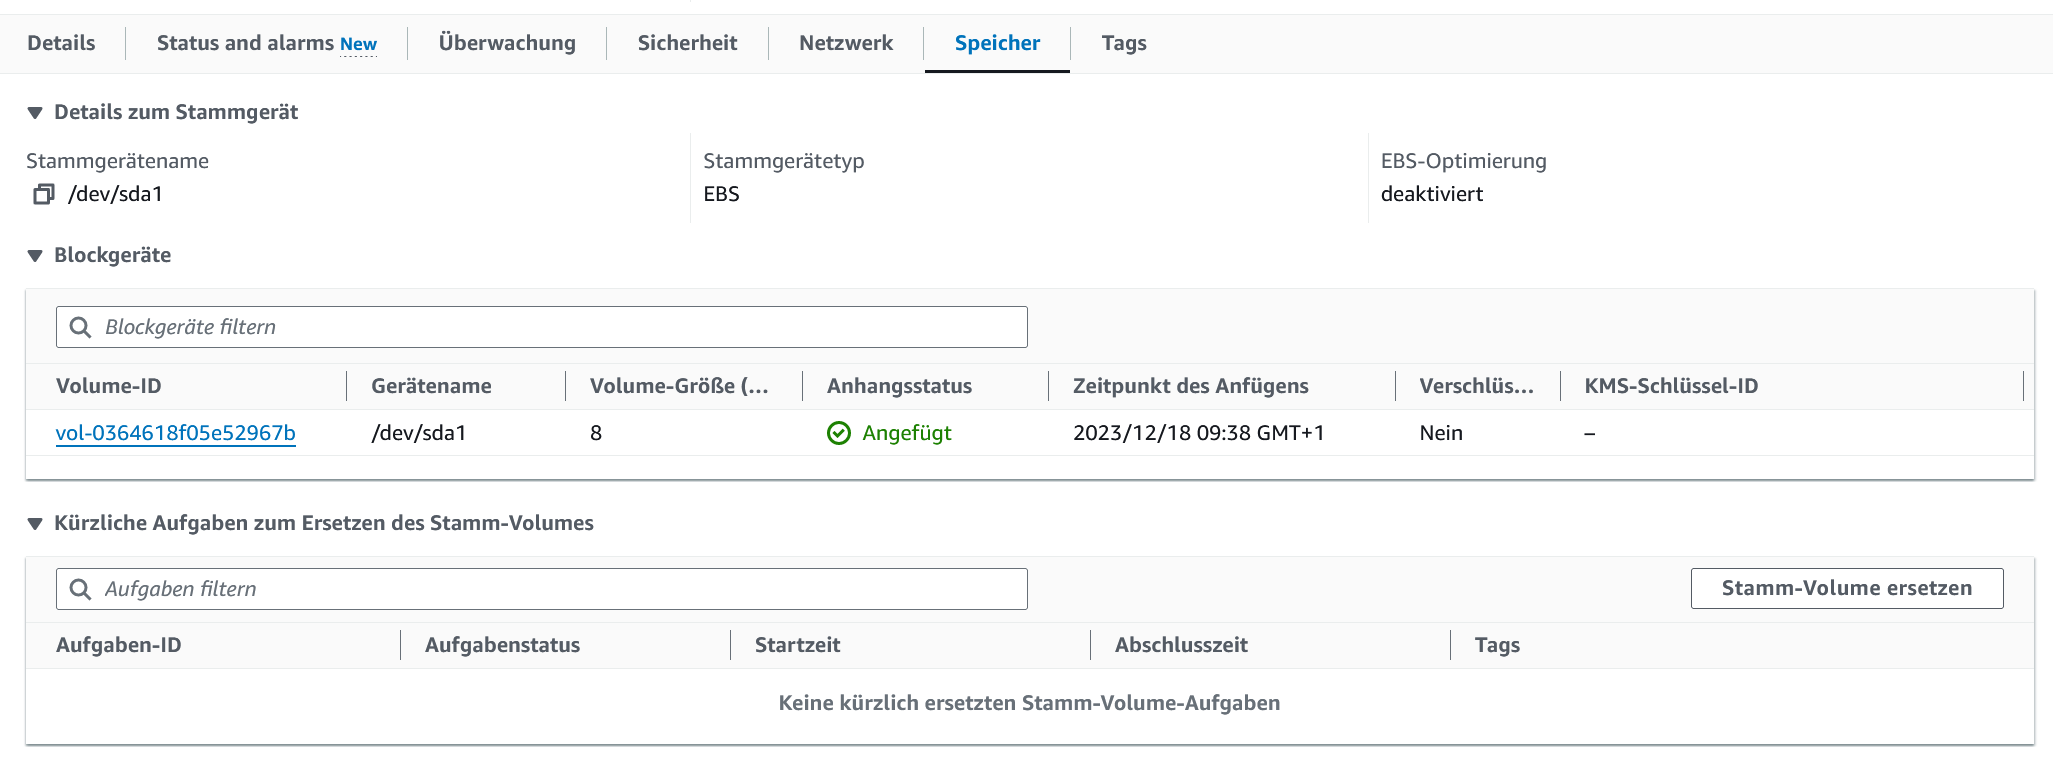 Details Status and alarms New Überwachung Sicherheit Netzwerk Speicher Tags
Details zum Stammgerät
Stammgerätename Stammgerätetyp EBS-Optimierung
/dev/sda1 EBS deaktiviert
Blockgeräte
Blockgeräte filtern
Volume-ID Gerätename Volume-Größe (... Anhangsstatus Zeitpunkt des Anfügens Verschlüs... KMS-Schlüssel-ID
vol-0364618f05e52967b /dev/sda1 8 Angefügt 2023/12/18 09:38 GMT+1 Nein –
Kürzliche Aufgaben zum Ersetzen des Stamm-Volumes
Aufgaben filtern Stamm-Volume ersetzen
Aufgaben-ID Aufgabenstatus Startzeit Abschlusszeit Tags
Keine kürzlich ersetzten Stamm-Volume-Aufgaben